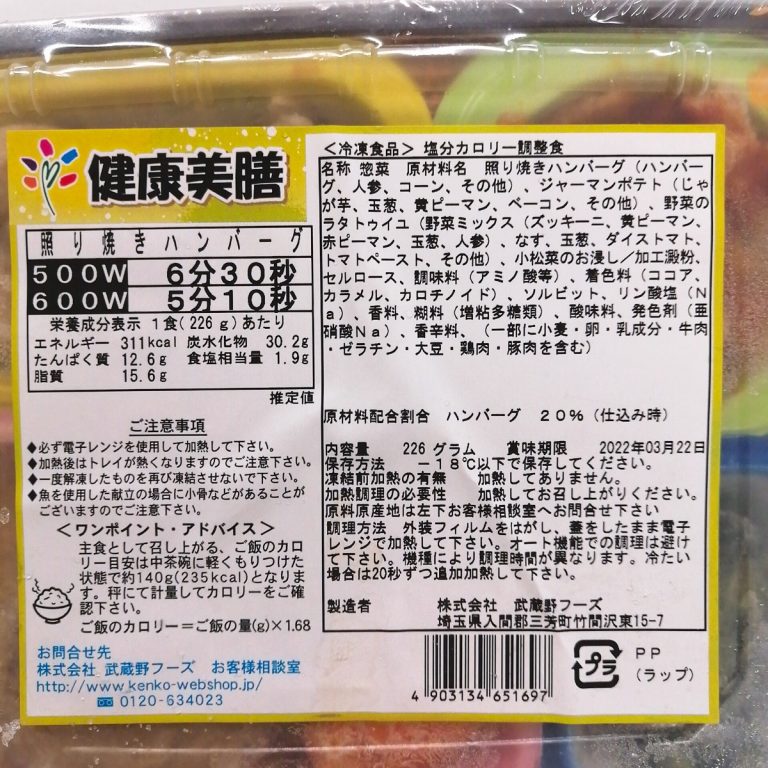 健康美膳
照り焼きハンバーグ
500W 6分30秒
600W 5分10秒
栄養成分表示 1食(226g)あたり
エネルギー 311kcal 炭水化物 30.2g
たんぱく質 12.6g 食塩相当量 1.9g
脂質 15.6g
推定値
ご注意事項
◆必ず電子レンジを使用して加熱して下さい。
◆加熱後はトレイが熱くなりますのでご注意下さい。
◆一度解凍したものを再び凍結させないで下さい。
◆魚を使用した献立の場合に小骨などがあることが
ございますのでご注意下さい。
<ワンポイント・アドバイス>
主食として召し上がる、ご飯のカロ
リー目安は中茶碗に軽くもりつけた
状態で約140g(235kcal)となりま
す。秤にて計量してカロリーをご確
認下さい。
ご飯のカロリー=ご飯の量(g)×1.68
お問合せ先
株式会社 武蔵野フーズ お客様相談室
http://www.kenko-webshop.jp/
0120-634023
<冷凍食品> 塩分カロリー調整食
名称 惣菜 原材料名 照り焼きハンバーグ(ハンバー
グ、人参、コーン、その他)、ジャーマンポテト(じゃ
が芋、玉葱、黄ピーマン、ベーコン、その他)、野菜の
ラタトゥイユ(野菜ミックス(ズッキーニ、黄ピーマン、
赤ピーマン、玉葱、人参)、なす、玉葱、ダイストマト、
トマトペースト、その他)、小松菜のお浸し/加工澱粉、
セルロース、調味料(アミノ酸等)、着色料(ココア、
カラメル、カロチノイド)、ソルビット、リン酸塩(N
a)、香料、糊料(増粘多糖類)、酸味料、発色剤(亜
硝酸Na)、香辛料、(一部に小麦・卵・乳成分・牛肉
・ゼラチン・大豆・鶏肉・豚肉を含む)
原材料配合割合 ハンバーグ 20%(仕込み時)
内容量 226グラム 賞味期限 2022年03月22日
保存方法 -18℃以下で保存してください。
凍結前加熱の有無 加熱してありません。
加熱調理の必要性 加熱してお召し上がりください。
原料原産地は左下お客様相談室へお問合せ下さい
調理方法 外装フィルムをはがし、蓋をしたまま電子
レンジで加熱して下さい。オート機能での調理は避け
て下さい。機種により調理時間が異なります。冷たい
場合は20秒ずつ追加加熱して下さい。
製造者 株式会社 武蔵野フーズ
埼玉県入間郡三芳町竹間沢東15-7
4903134651697
プラ
PP
(ラップ)